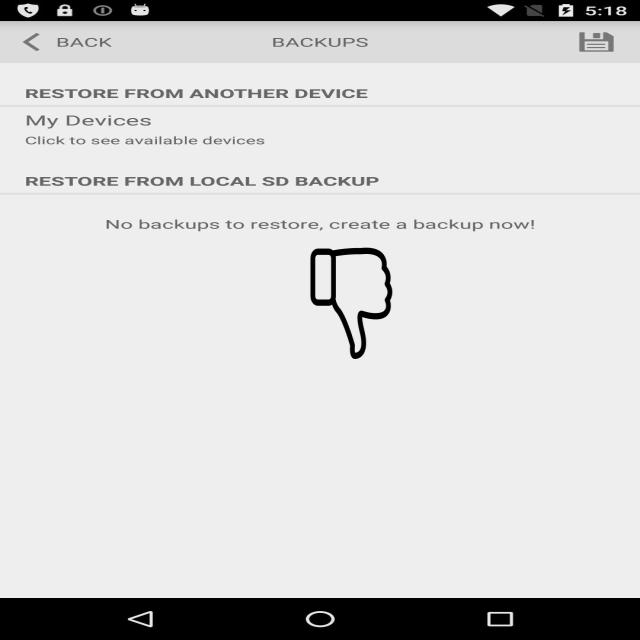 5:18
BACK
BACKUPS
RESTORE FROM ANOTHER DEVICE
My Devices
Click to see available devices
RESTORE FROM LOCAL SD BACKUP
No backups to restore, create a backup now!